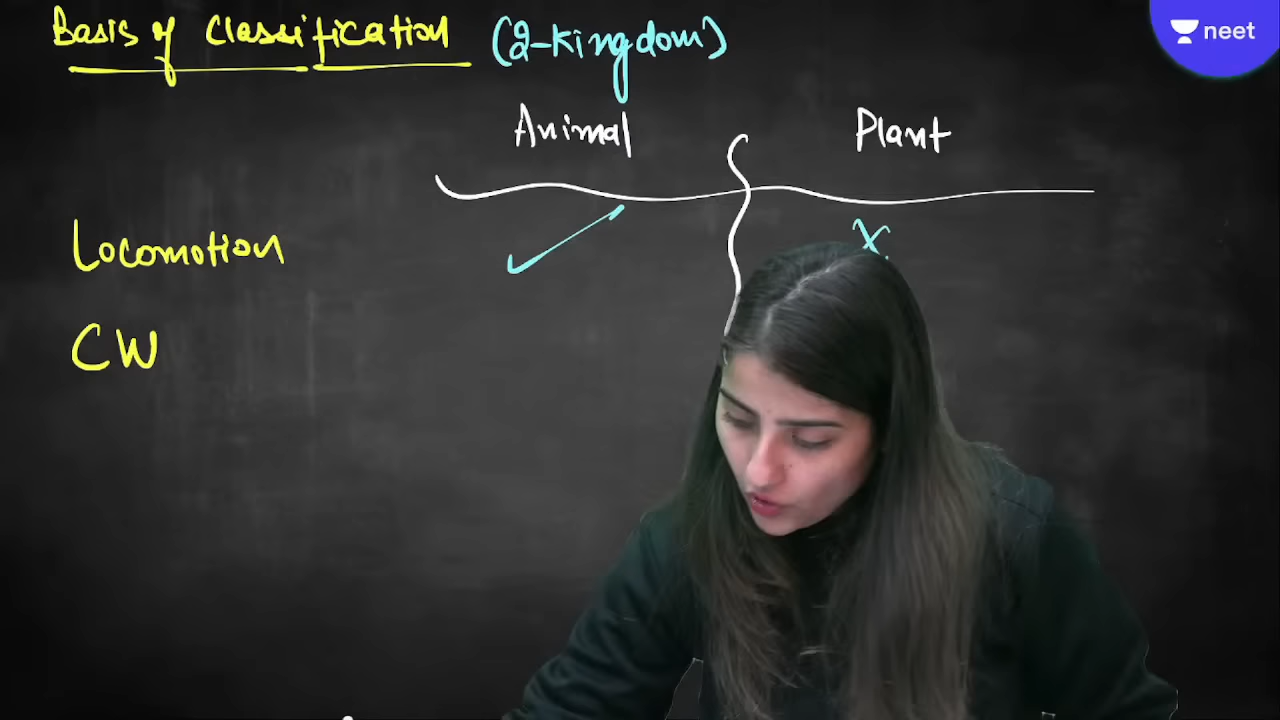 Basis of Classification (2-kingdom)
neet
Animal Plant
Locomotion ✓ X
CW